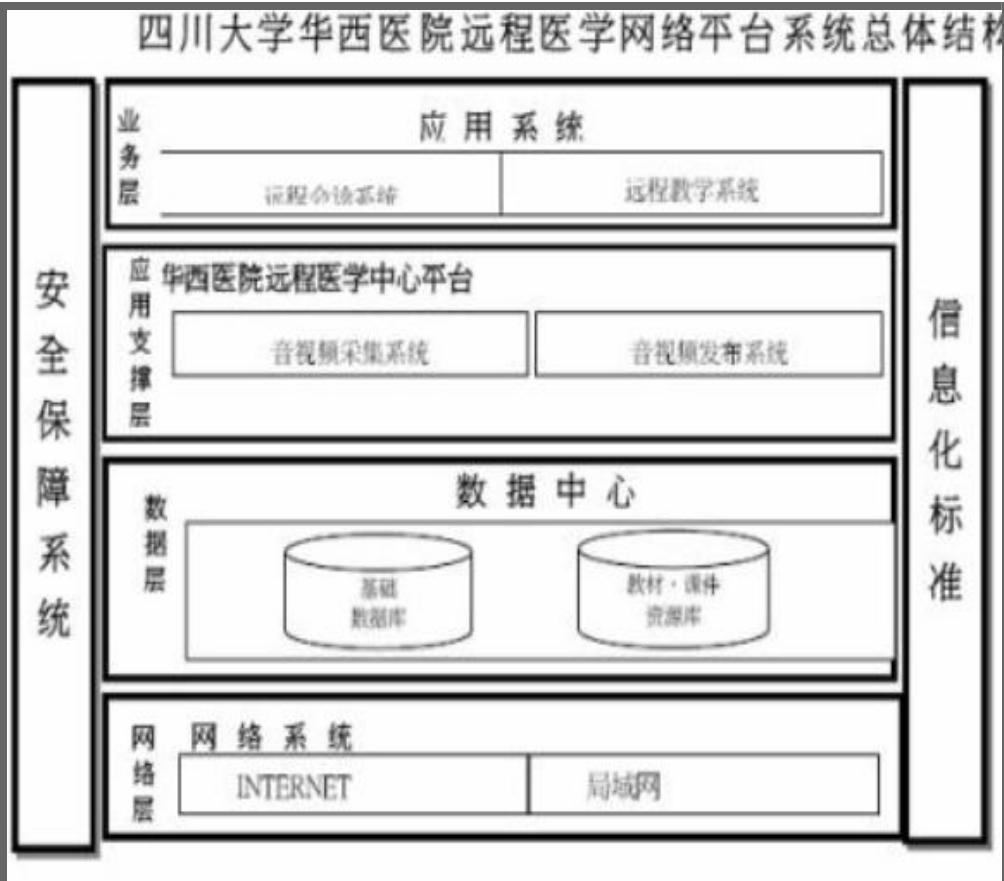 四川大学华西医院远程医学网络平台系统总体结构
安全保障系统
业务层
应用系统
远程会诊系统
远程教学系统
应用支撑层
华西医院远程医学中心平台
音视频采集系统
音视频发布系统
数据层
数据中心
基础
数据库
教材·课件
资源库
网络层
网络系统
INTERNET
局域网
信息化标准